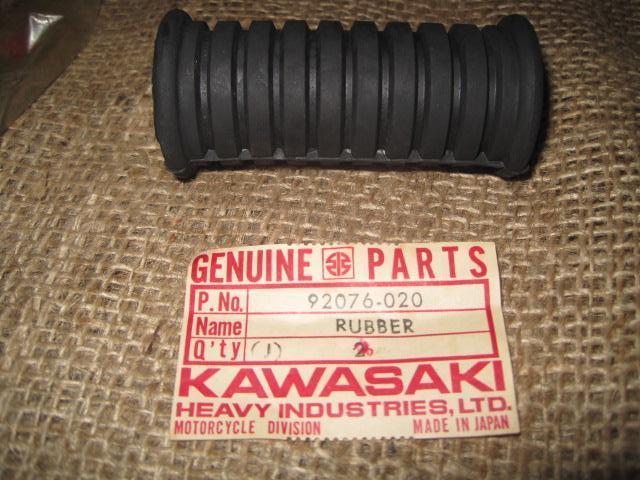 GENUINE PARTS
P. No. 92076-020
Name RUBBER
Q'ty (1) 2
KAWASAKI
HEAVY INDUSTRIES, LTD.
MOTORCYCLE DIVISION MADE IN JAPAN